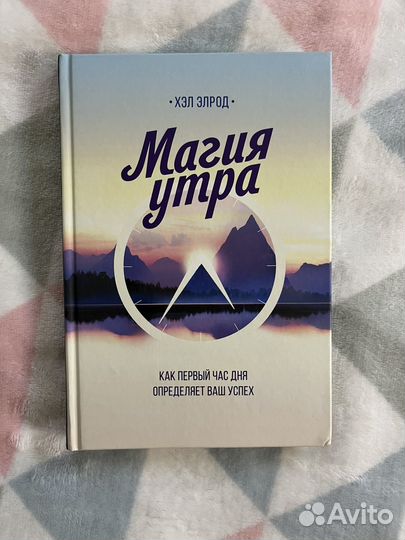 • ХЭЛ ЭЛРОД •
Магия
утра
КАК ПЕРВЫЙ ЧАС ДНЯ
ОПРЕДЕЛЯЕТ ВАШ УСПЕХ
Avito